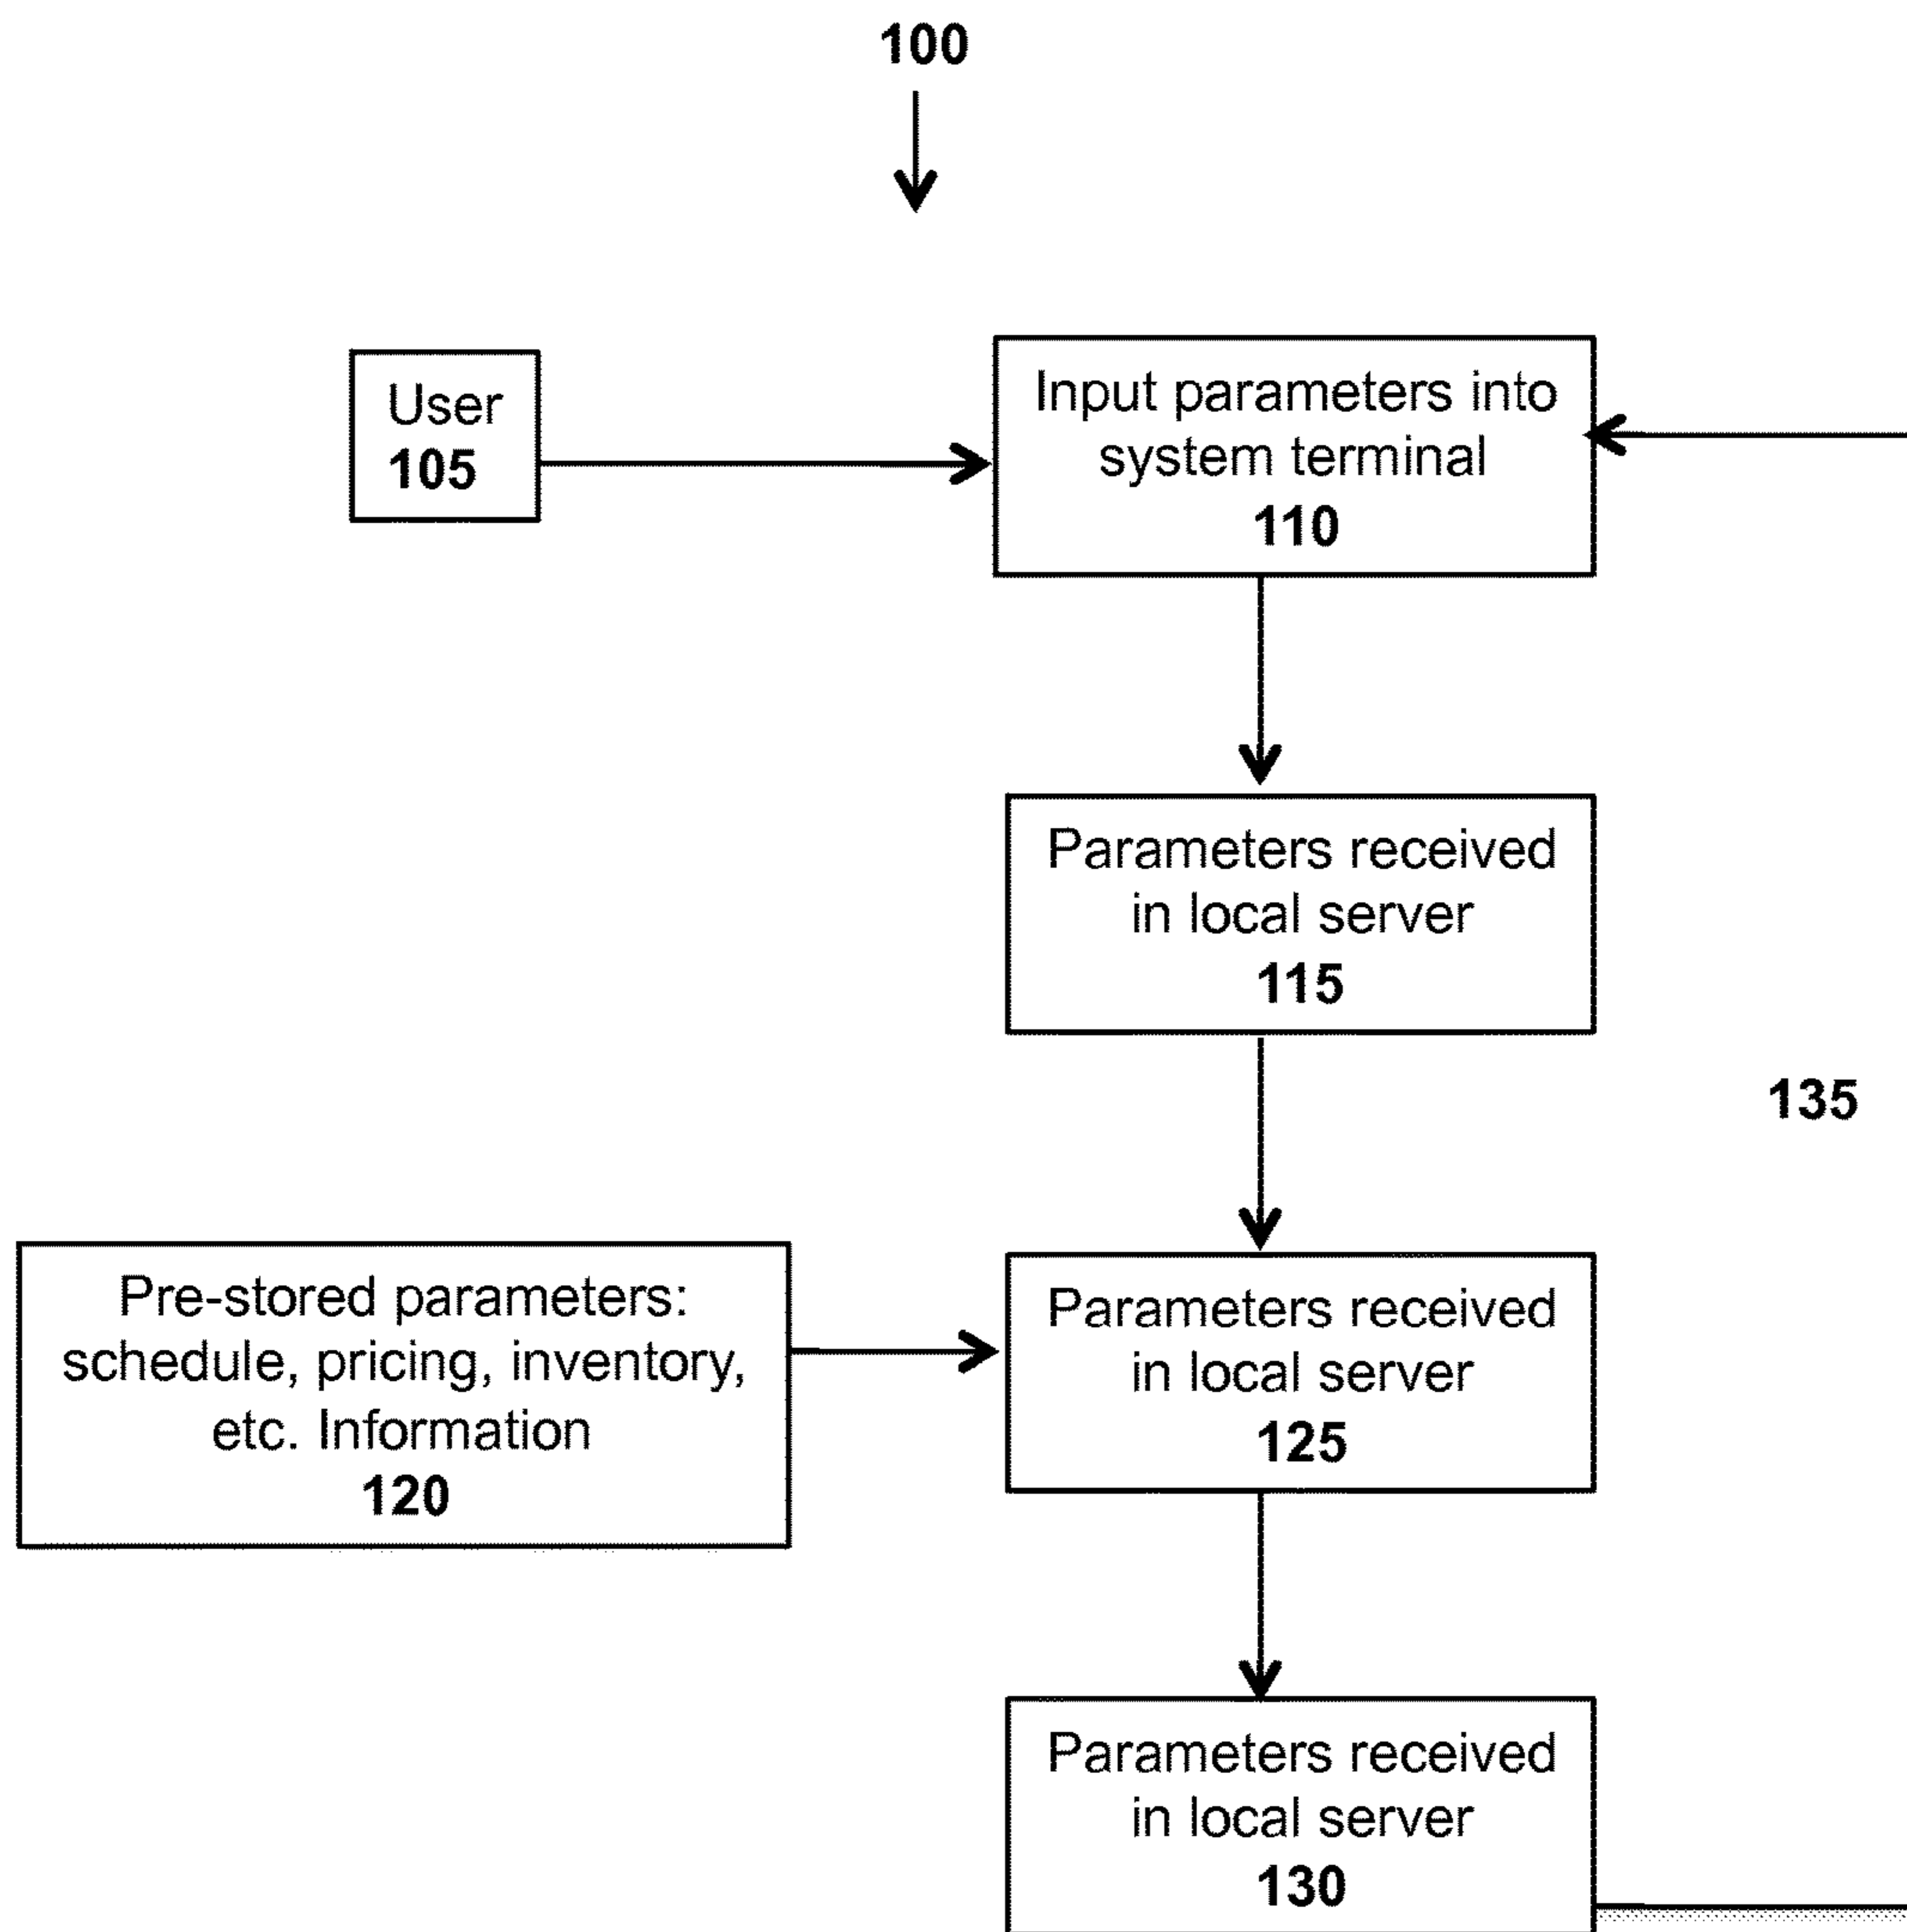 100
User
105
Input parameters into
system terminal
110
Parameters received
in local server
115
135
Pre-stored parameters:
schedule, pricing, inventory,
etc. Information
120
Parameters received
in local server
125
Parameters received
in local server
130